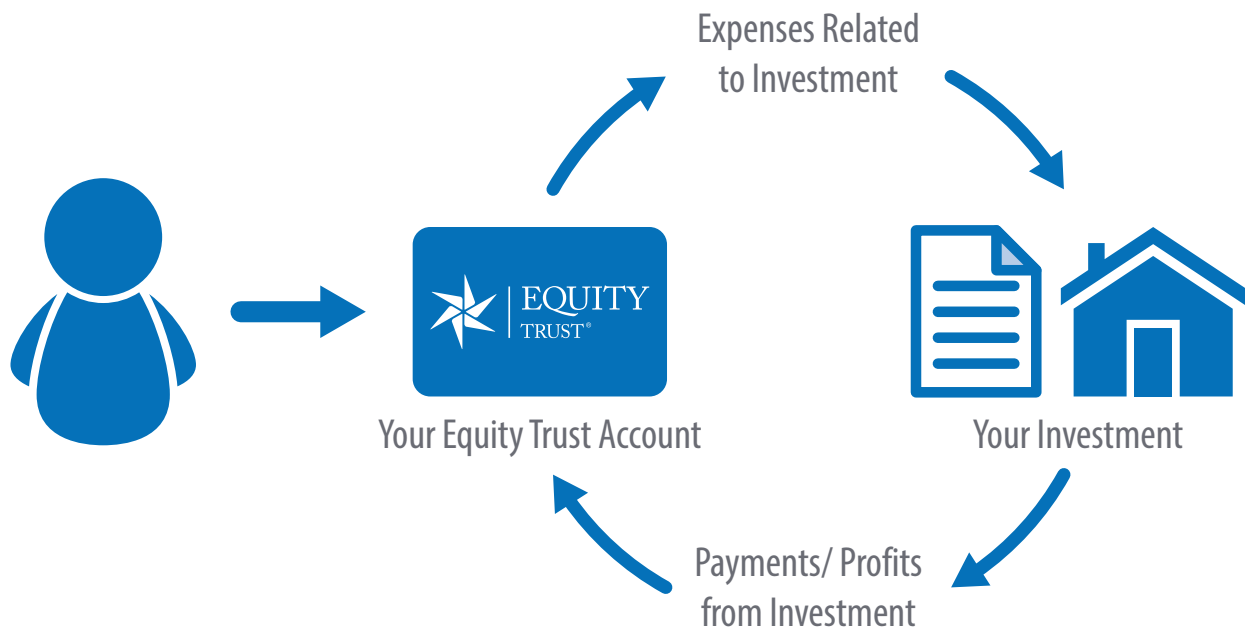 Expenses Related
to Investment
EQUITY
TRUST®
Your Equity Trust Account
Your Investment
Payments/ Profits
from Investment